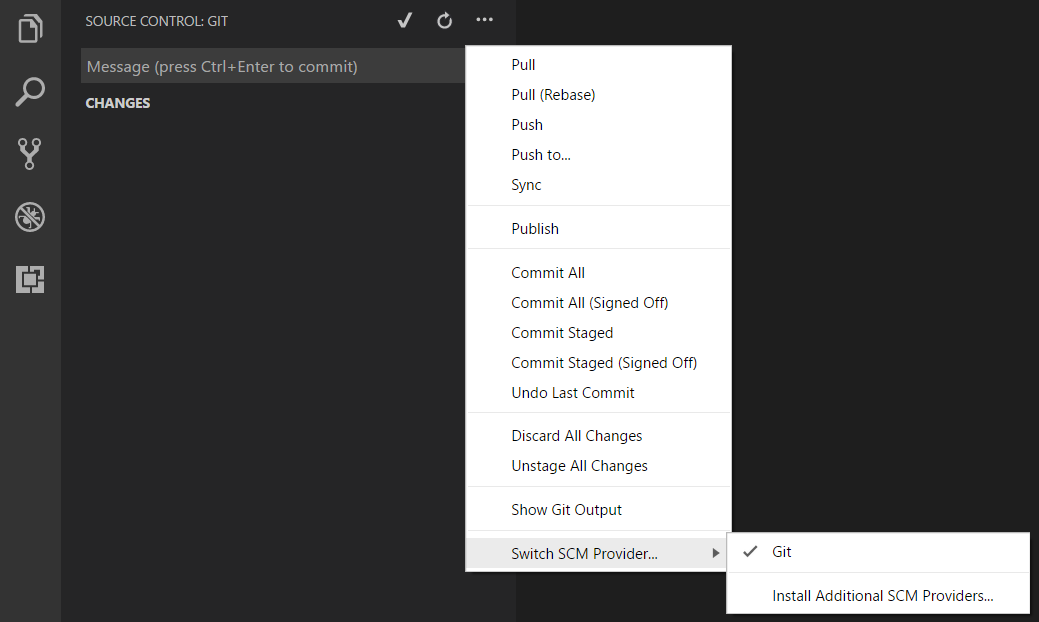 SOURCE CONTROL: GIT
Message (press Ctrl+Enter to commit)
CHANGES
Pull
Pull (Rebase)
Push
Push to...
Sync
Publish
Commit All
Commit All (Signed Off)
Commit Staged
Commit Staged (Signed Off)
Undo Last Commit
Discard All Changes
Unstage All Changes
Show Git Output
Switch SCM Provider...
Git
Install Additional SCM Providers...